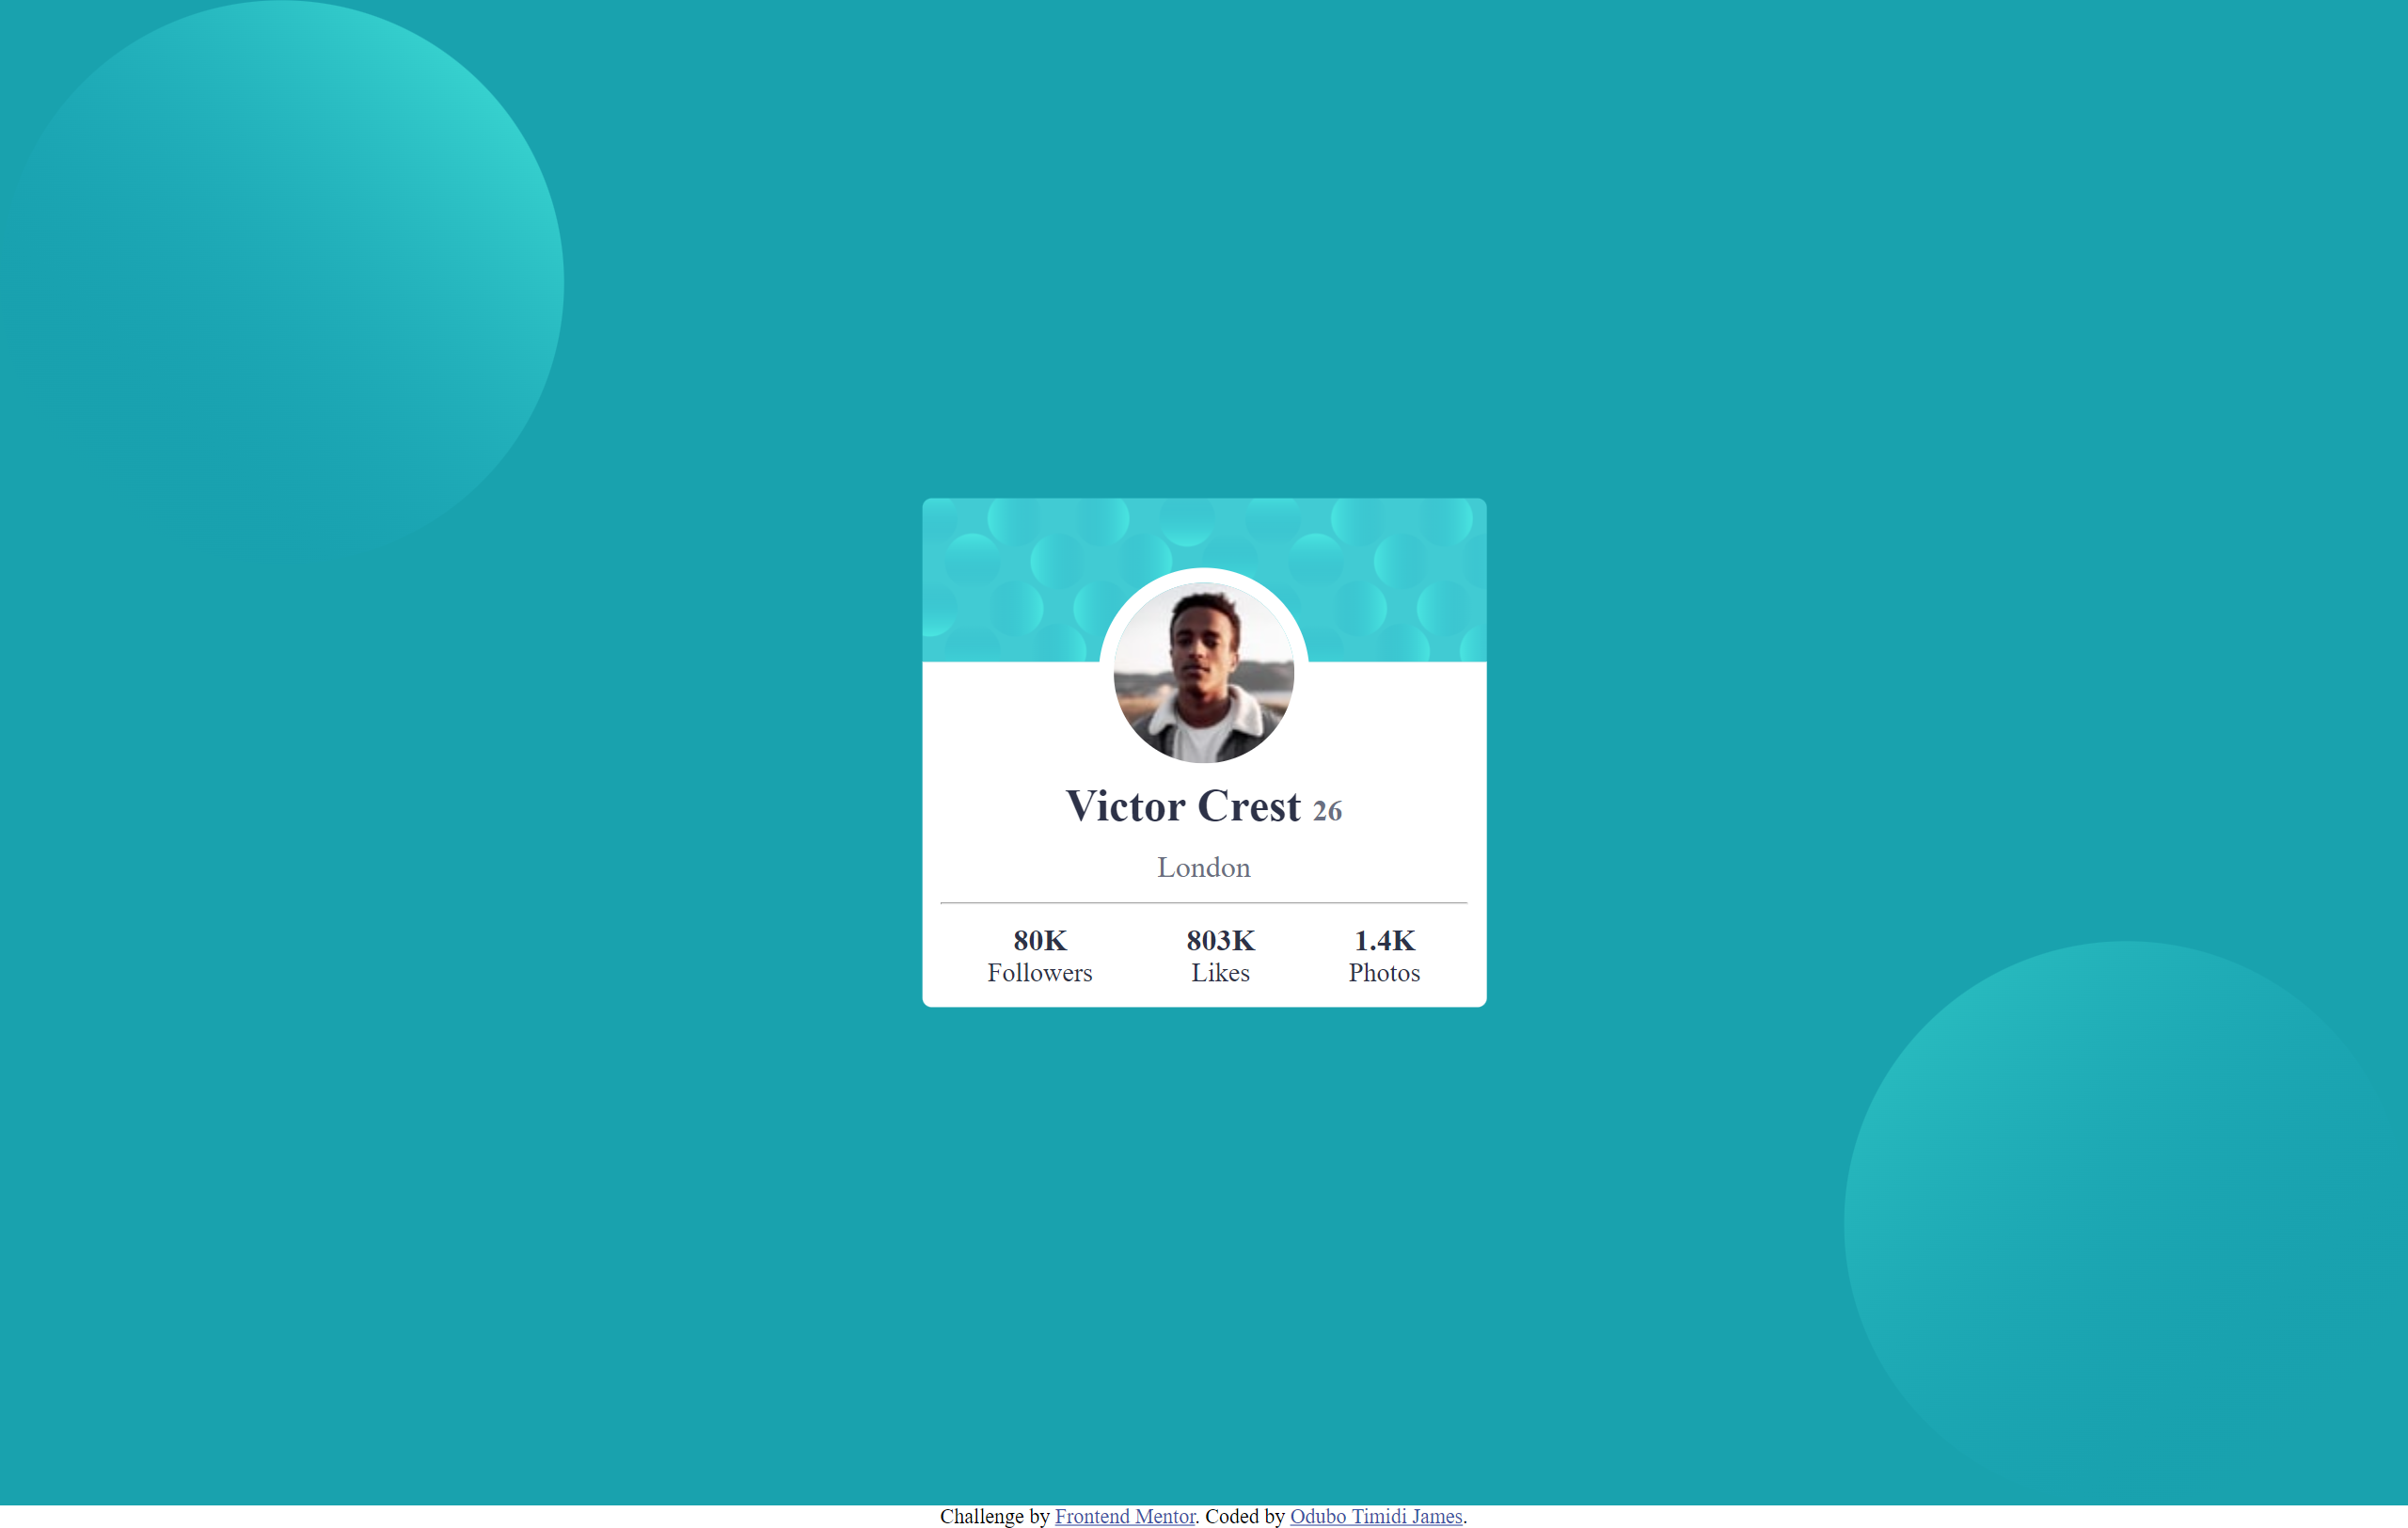 Victor Crest 26
London
80K 803K 1.4K
Followers Likes Photos
Challenge by Frontend Mentor. Coded by Odubo Timidi James.